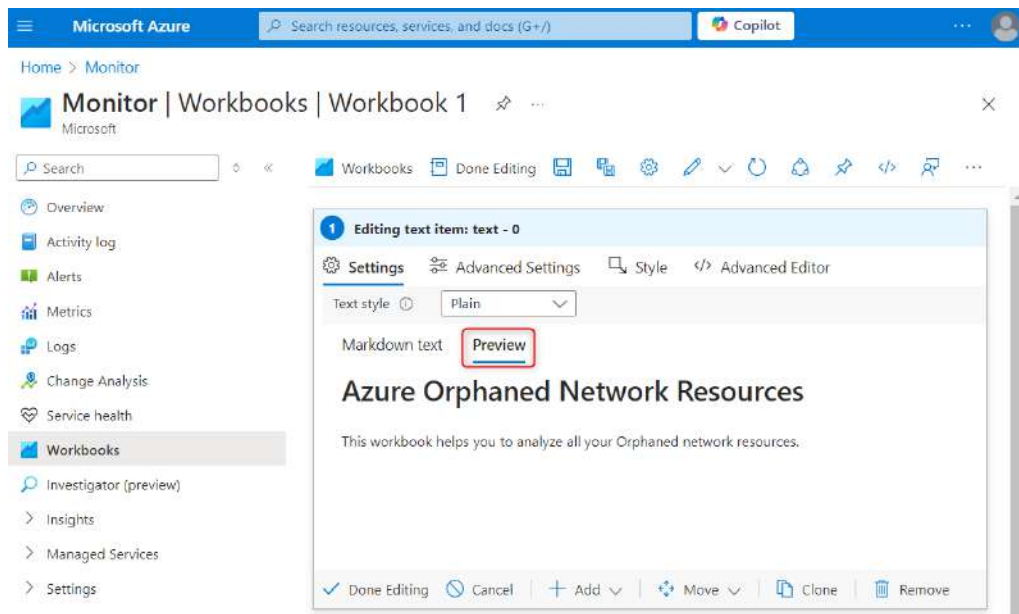 Microsoft Azure
Search resources, services, and docs (G+/)
Copilot
Home > Monitor
Monitor | Workbooks | Workbook 1
Microsoft
Search
Workbooks Done Editing
Overview
Activity log
Alerts
Metrics
Logs
Change Analysis
Service health
Workbooks
Investigator (preview)
Insights
Managed Services
Settings
1 Editing text item: text - 0
Settings Advanced Settings Style </> Advanced Editor
Text style Plain
Markdown text Preview
Azure Orphaned Network Resources
This workbook helps you to analyze all your Orphaned network resources.
Done Editing Cancel Add Move Clone Remove